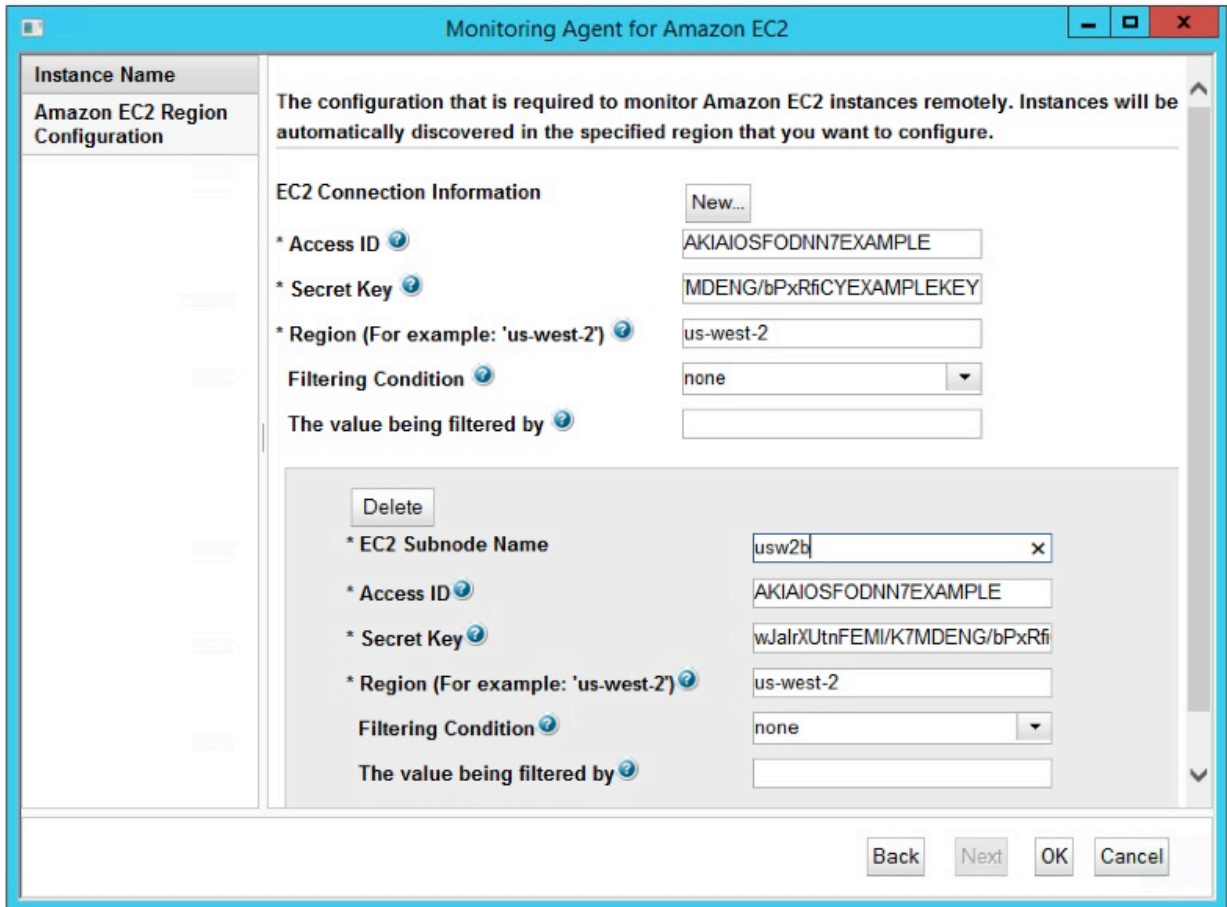 Monitoring Agent for Amazon EC2
Instance Name
Amazon EC2 Region
Configuration
The configuration that is required to monitor Amazon EC2 instances remotely. Instances will be
automatically discovered in the specified region that you want to configure.
EC2 Connection Information New...
* Access ID AKIAIOSFODNN7EXAMPLE
* Secret Key MDENG/bPxRfiCYEXAMPLEKEY
* Region (For example: 'us-west-2') us-west-2
Filtering Condition none
The value being filtered by
Delete
* EC2 Subnode Name usw2b
* Access ID AKIAIOSFODNN7EXAMPLE
* Secret Key wJalrXUtnFEMI/K7MDENG/bPxRfi
* Region (For example: 'us-west-2') us-west-2
Filtering Condition none
The value being filtered by
Back Next OK Cancel